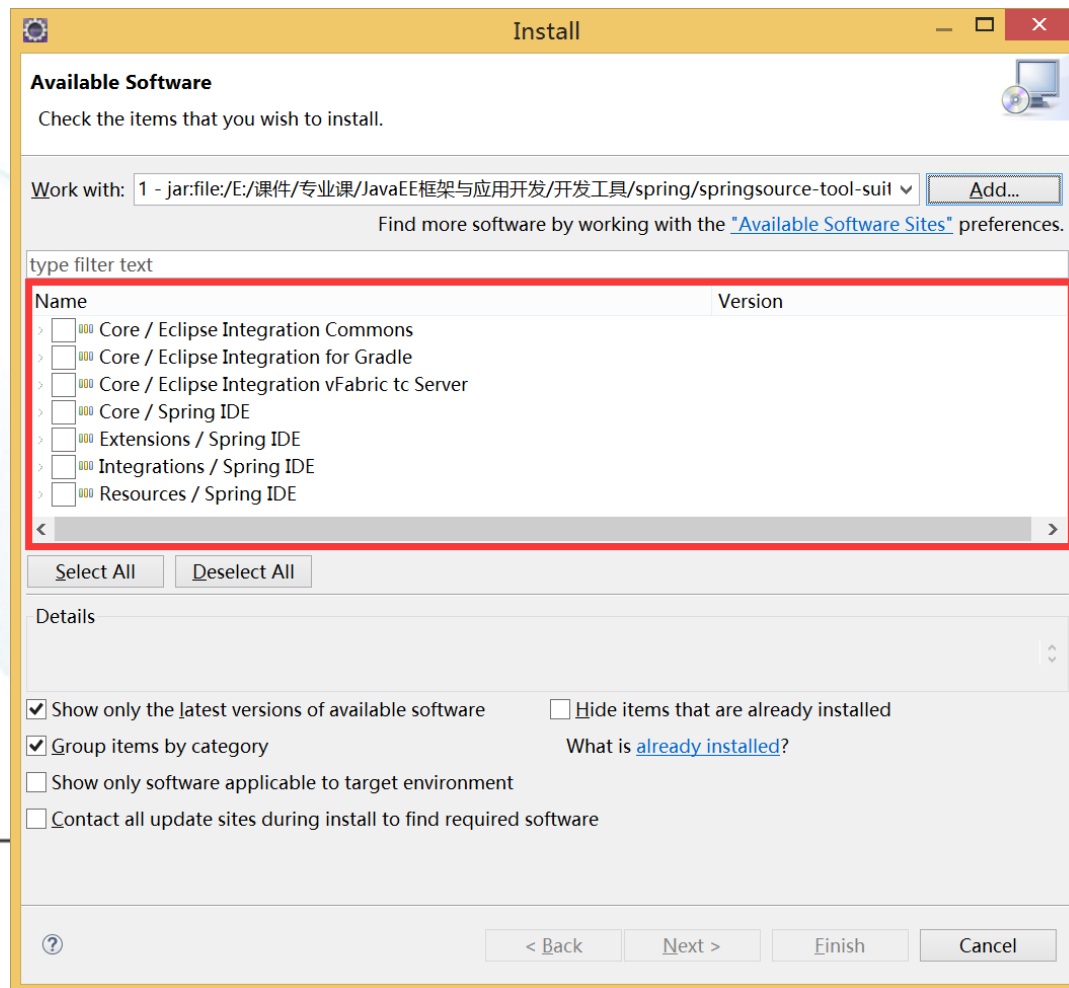 Install
Available Software
Check the items that you wish to install.
Work with: 1 - jar:file:/E:/课件/专业课/JavaEE框架与应用开发/开发工具/spring/springsource-tool-suit Add...
Find more software by working with the "Available Software Sites" preferences.
type filter text
Name Version
Core / Eclipse Integration Commons
Core / Eclipse Integration for Gradle
Core / Eclipse Integration vFabric tc Server
Core / Spring IDE
Extensions / Spring IDE
Integrations / Spring IDE
Resources / Spring IDE
Select All Deselect All
Details
Show only the latest versions of available software Hide items that are already installed
Group items by category What is already installed?
Show only software applicable to target environment
Contact all update sites during install to find required software
? < Back Next > Finish Cancel